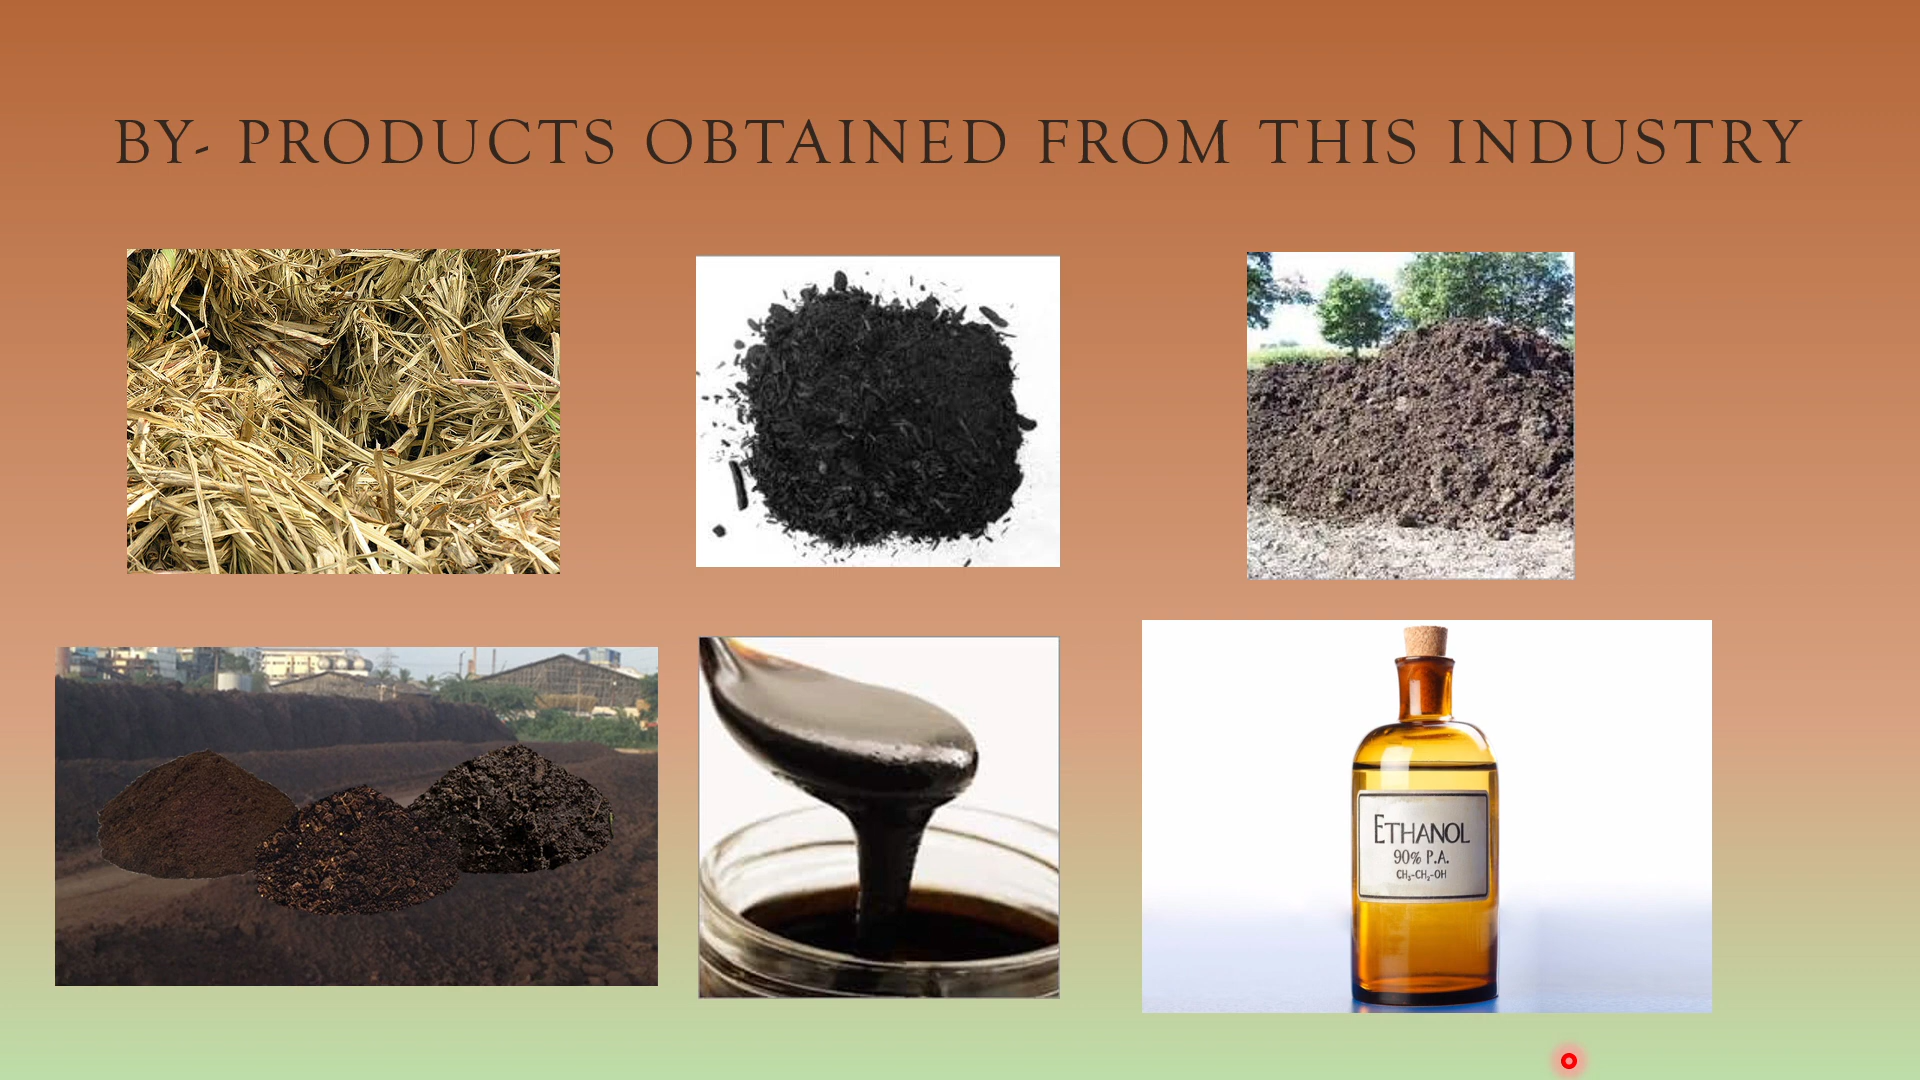 BY- PRODUCTS OBTAINED FROM THIS INDUSTRY
ETHANOL
90% P.A.
CH₃-CH₂-OH